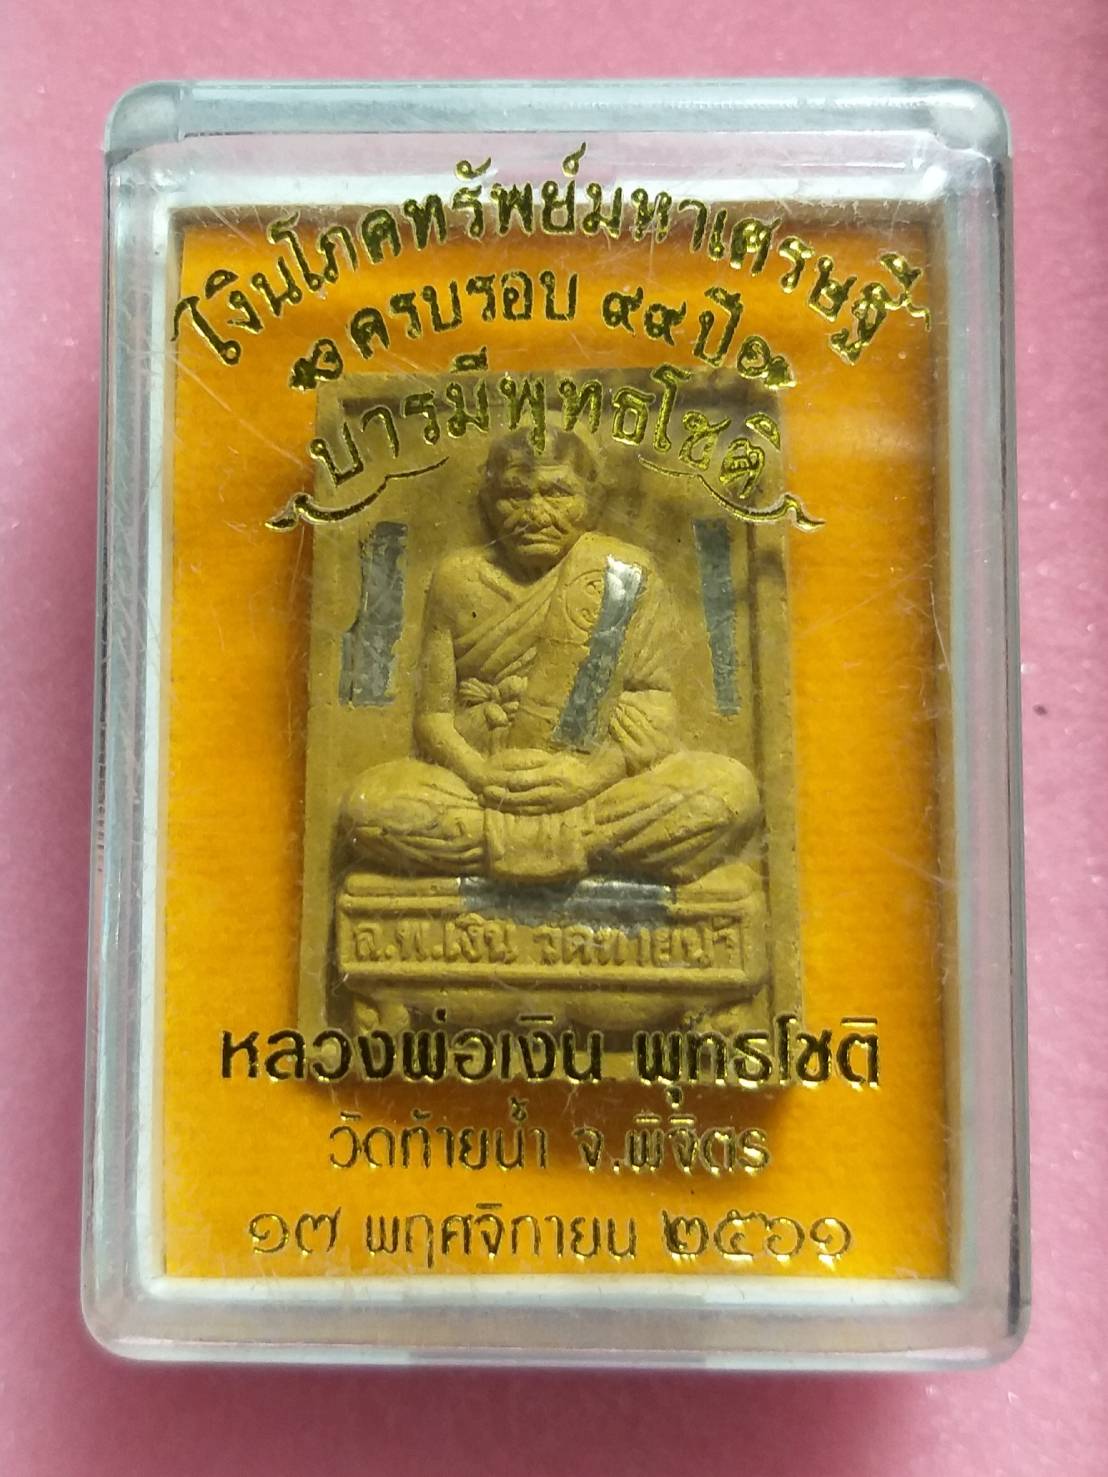 เงินโภคทรัพย์มหาเศรษฐี
ครบรอบ ๙๙ ปี
บารมีพุทธโชติ
ล.พ.เงิน วัดท้ายน้ำ
หลวงพ่อเงิน พุทธโชติ
วัดท้ายน้ำ จ.พิจิตร
๑๗ พฤศจิกายน ๒๕๖๑